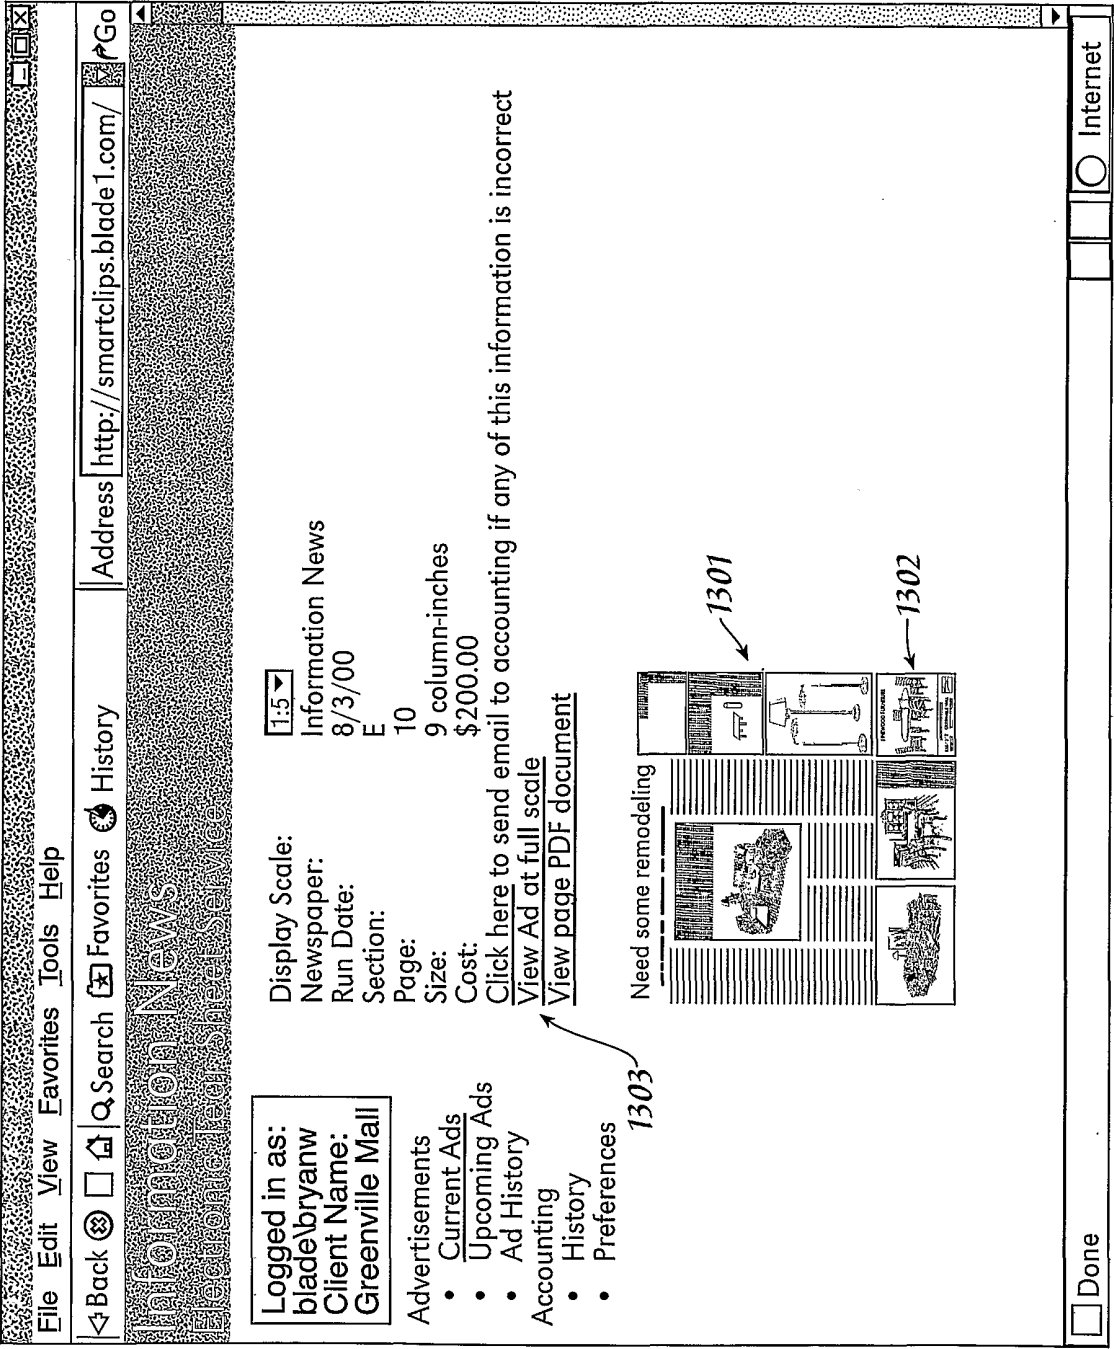 File Edit View Favorites Tools Help
Back Search Favorites History Address http://smartclips.blade1.com/ Go
Information News
Electronic Tear Sheet Service
Logged in as:
blade\bryanw
Client Name:
Greenville Mall
Advertisements
• Current Ads
• Upcoming Ads
• Ad History
Accounting
• History
• Preferences
Display Scale: 1:5
Newspaper: Information News
Run Date: 8/3/00
Section: E
Page: 10
Size: 9 column-inches
Cost: $200.00
Click here to send email to accounting if any of this information is incorrect
View Ad at full scale
View page PDF document
1303
Need some remodeling
1301
1302
Done Internet